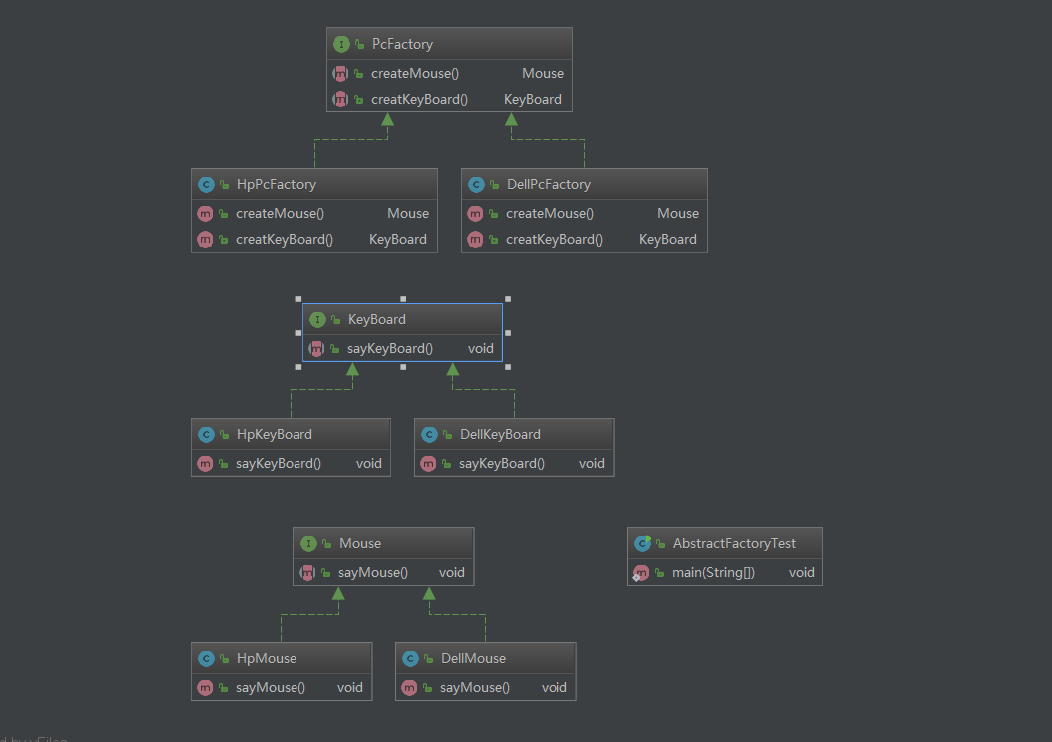 PcFactory
createMouse() Mouse
creatKeyBoard() KeyBoard
HpPcFactory
createMouse() Mouse
creatKeyBoard() KeyBoard
DellPcFactory
createMouse() Mouse
creatKeyBoard() KeyBoard
KeyBoard
sayKeyBoard() void
HpKeyBoard
sayKeyBoard() void
DellKeyBoard
sayKeyBoard() void
Mouse
sayMouse() void
AbstractFactoryTest
main(String[]) void
HpMouse
sayMouse() void
DellMouse
sayMouse() void